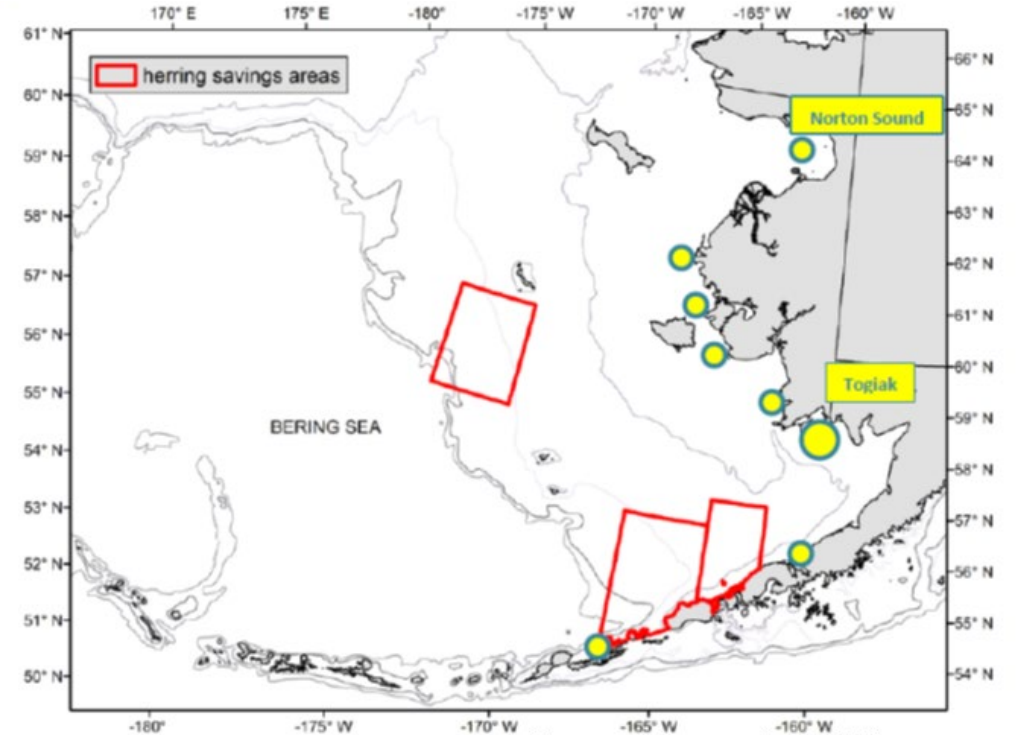 170° E 175° E -180° -175° W -170° W -165° W -160° W
61° N
herring savings areas
66° N
60° N
65° N
Norton Sound
59° N
64° N
58° N
63° N
57° N
62° N
61° N
56° N
60° N
55° N
Togiak
59° N
BERING SEA
54° N
58° N
53° N
57° N
52° N
56° N
51° N
55° N
50° N
54° N
-180° -175° W -170° W -165° W -160° W